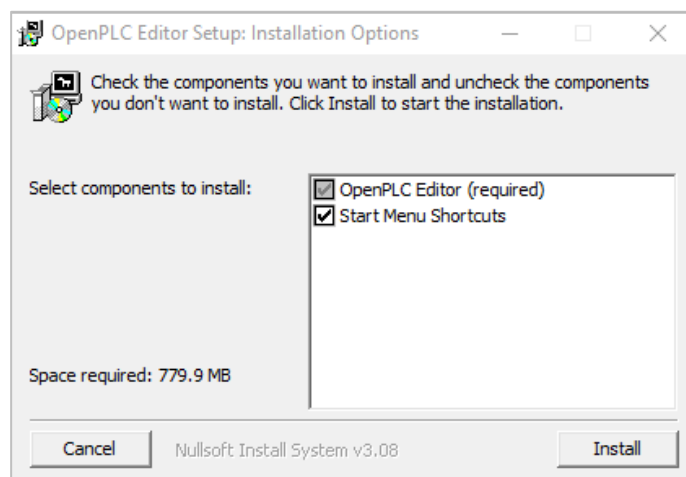 OpenPLC Editor Setup: Installation Options
Check the components you want to install and uncheck the components
you don't want to install. Click Install to start the installation.
Select components to install:
OpenPLC Editor (required)
Start Menu Shortcuts
Space required: 779.9 MB
Cancel
Nullsoft Install System v3.08
Install